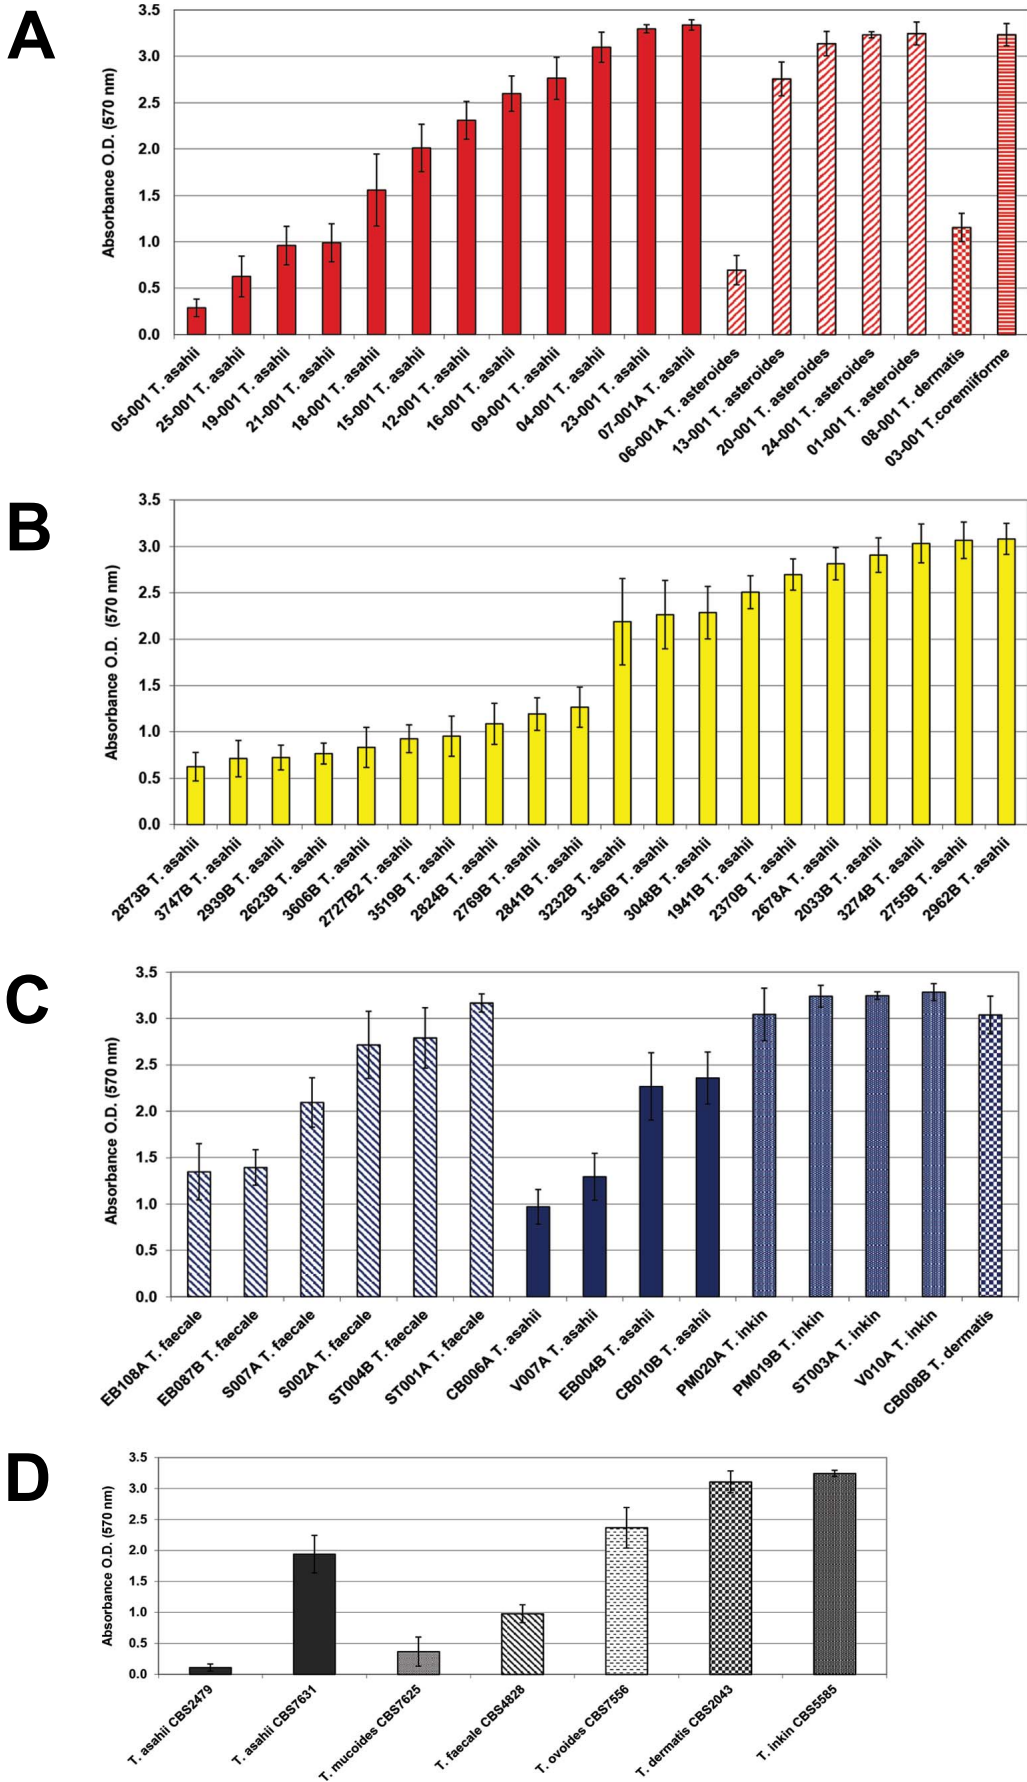 A
Absorbance O.D. (570 nm)
3.5
3.0
2.5
2.0
1.5
1.0
0.5
0.0
05-001 T. asahii
25-001 T. asahii
19-001 T. asahii
21-001 T. asahii
18-001 T. asahii
15-001 T. asahii
12-001 T. asahii
16-001 T. asahii
09-001 T. asahii
04-001 T. asahii
23-001 T. asahii
07-001A T. asahii
06-001A T. asteroides
13-001 T. asteroides
20-001 T. asteroides
24-001 T. asteroides
01-001 T. asteroides
08-001 T. dermatis
03-001 T.coremiiforme
B
Absorbance O.D. (570 nm)
3.5
3.0
2.5
2.0
1.5
1.0
0.5
0.0
2873B T. asahii
3747B T. asahii
2939B T. asahii
2623B T. asahii
3606B T. asahii
2727B2 T. asahii
3519B T. asahii
2824B T. asahii
2769B T. asahii
2841B T. asahii
3232B T. asahii
3546B T. asahii
3048B T. asahii
1941B T. asahii
2370B T. asahii
2678A T. asahii
2033B T. asahii
3274B T. asahii
2755B T. asahii
2962B T. asahii
C
Absorbance O.D. (570 nm)
3.5
3.0
2.5
2.0
1.5
1.0
0.5
0.0
EB108A T. faecale
EB087B T. faecale
S007A T. faecale
S002A T. faecale
ST004B T. faecale
ST001A T. faecale
CB006A T. asahii
V007A T. asahii
EB004B T. asahii
CB010B T. asahii
PM020A T. inkin
PM019B T. inkin
ST003A T. inkin
V010A T. inkin
CB008B T. dermatis
D
Absorbance O.D. (570 nm)
3.5
3.0
2.5
2.0
1.5
1.0
0.5
0.0
T. asahii CBS2479
T. asahii CBS7631
T. mucoides CBS7625
T. faecale CBS4828
T. ovoides CBS7556
T. dermatis CBS2043
T. inkin CBS5585